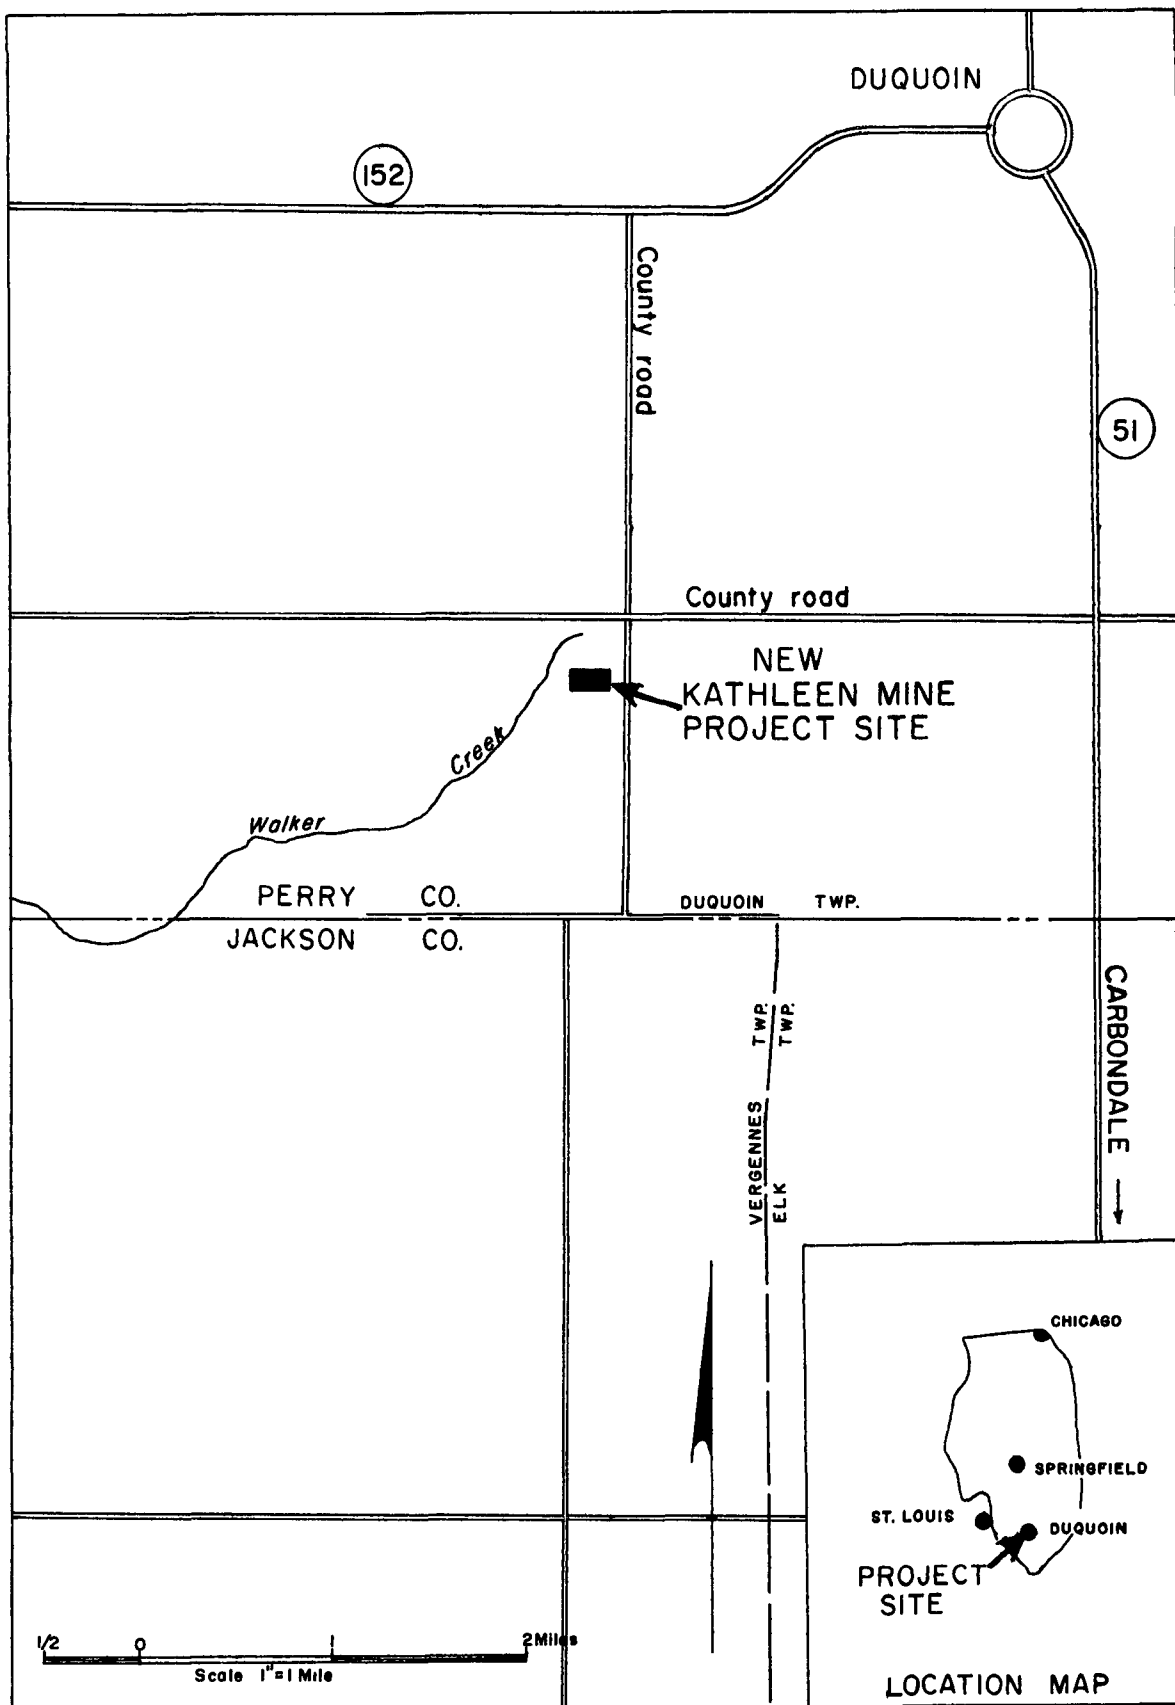 DUQUOIN
152
County road
51
County road
NEW
KATHLEEN MINE
PROJECT SITE
Creek
Walker
PERRY CO.
DUQUOIN TWP.
JACKSON CO.
CARBONDALE
VERGENNES TWP.
ELK TWP.
CHICAGO
SPRINGFIELD
ST. LOUIS
DUQUOIN
PROJECT
SITE
1/2 0 1 2 Miles
Scale 1"=1 Mile
LOCATION MAP